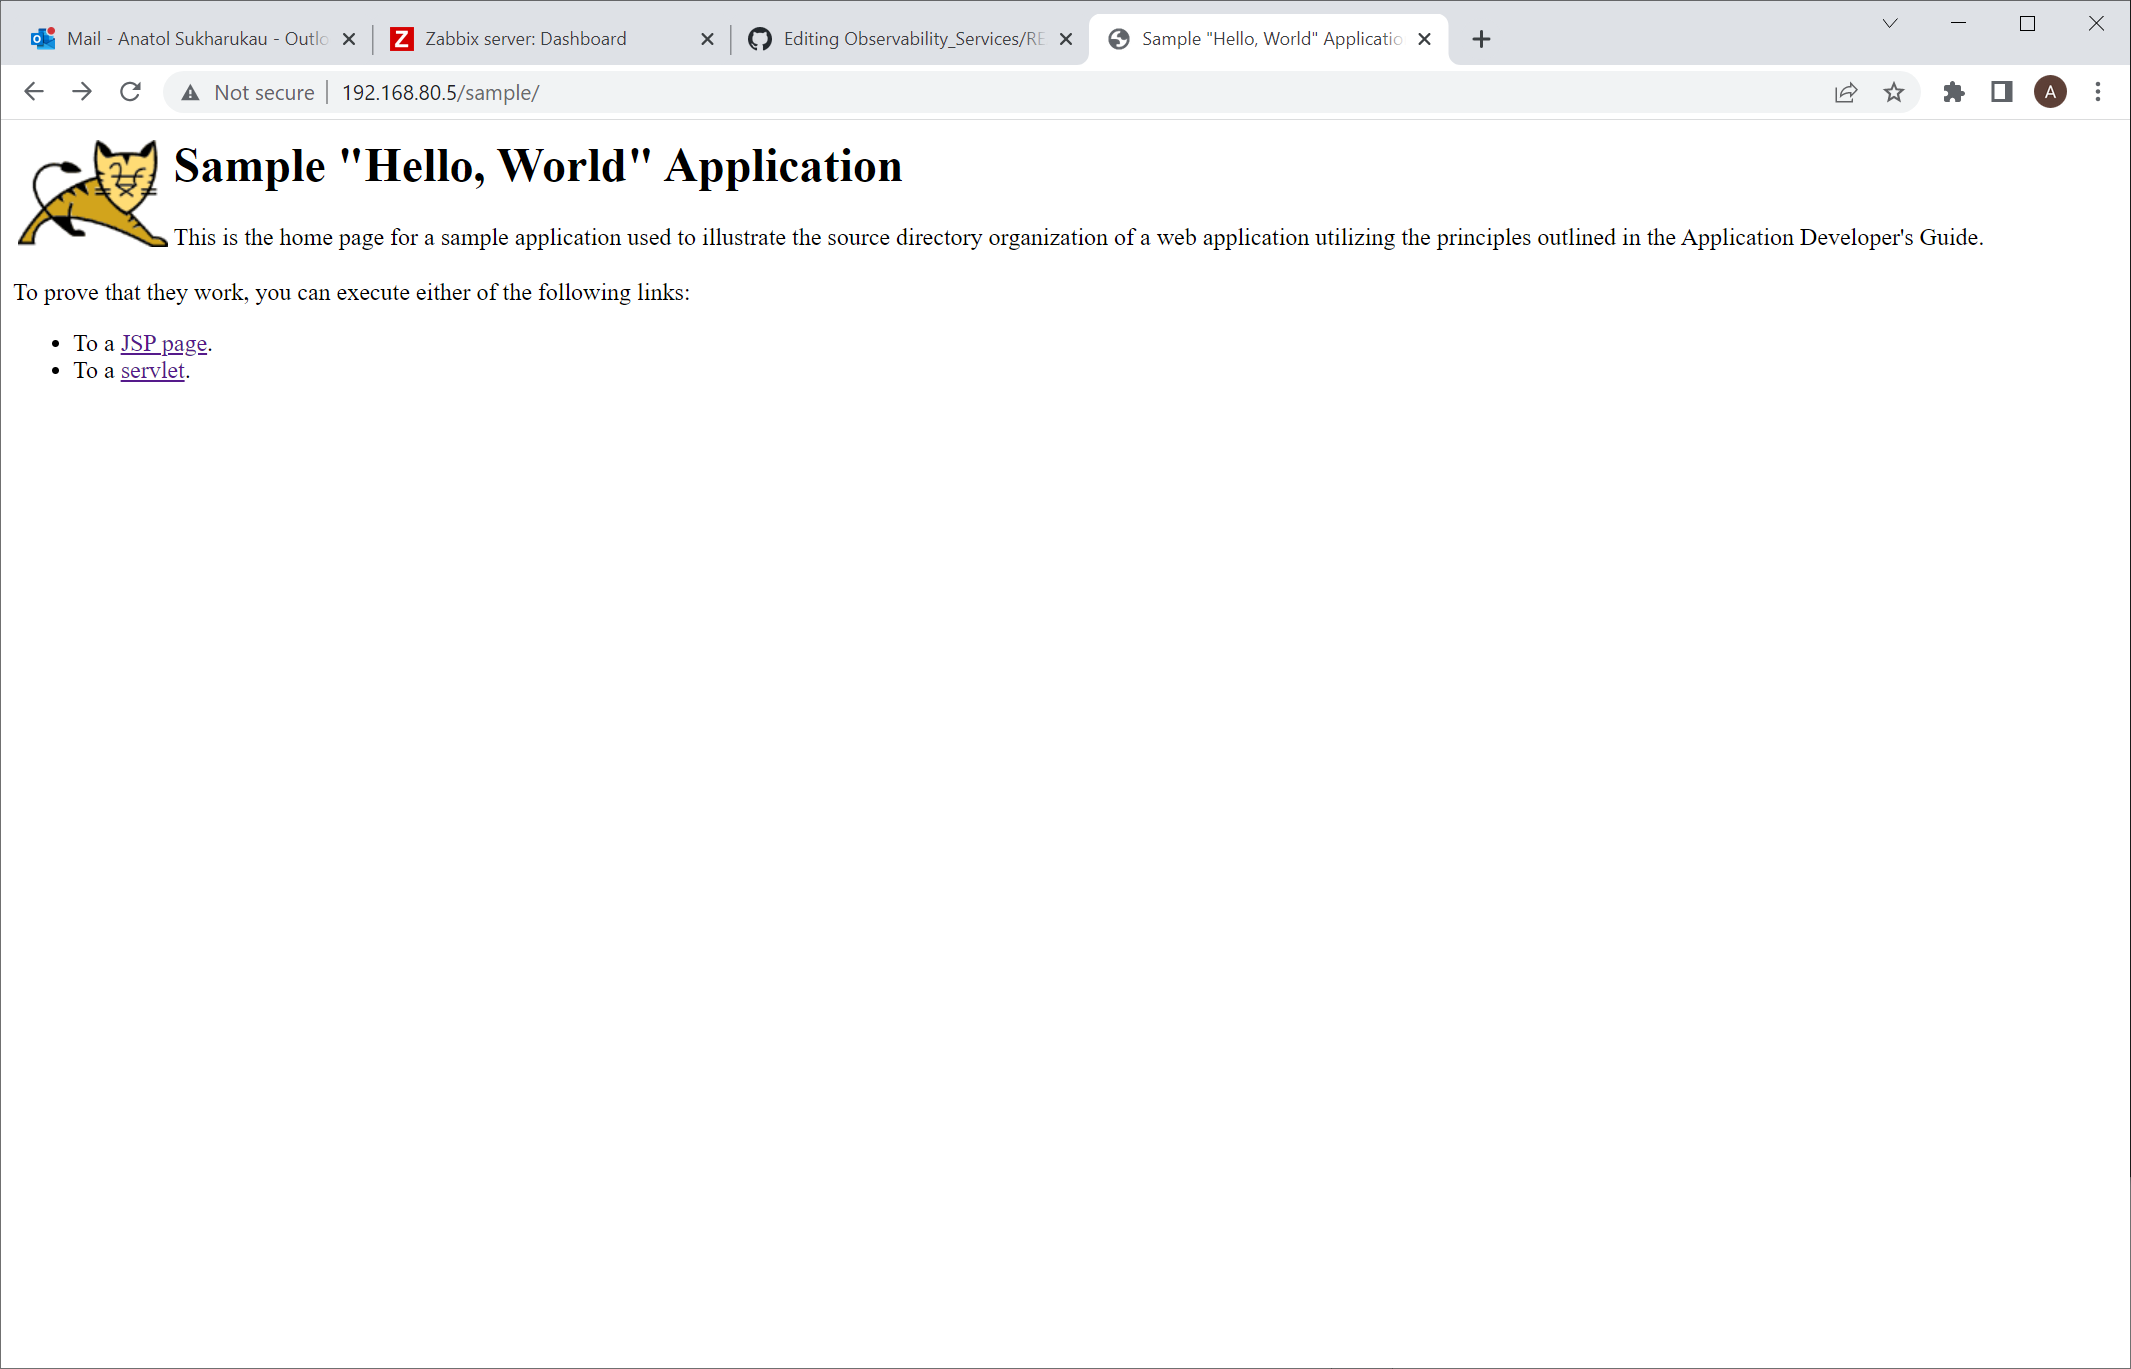 Mail - Anatol Sukharukau - Outlo
Zabbix server: Dashboard
Editing Observability_Services/RE
Sample "Hello, World" Applicatio
Not secure
192.168.80.5/sample/
A
Sample "Hello, World" Application
This is the home page for a sample application used to illustrate the source directory organization of a web application utilizing the principles outlined in the Application Developer's Guide.
To prove that they work, you can execute either of the following links:
• To a JSP page.
• To a servlet.